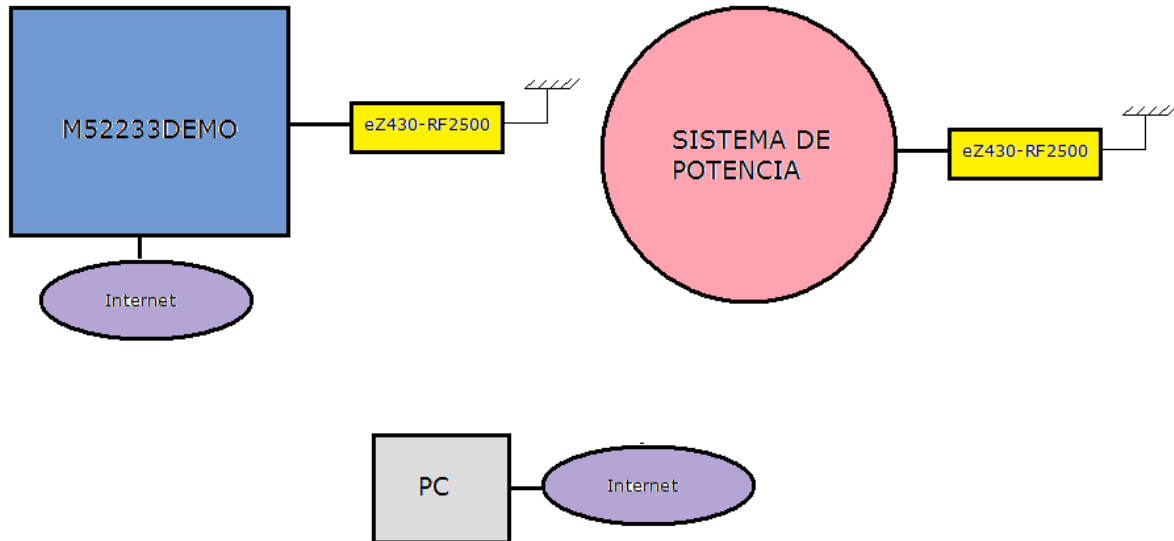 M52233DEMO
eZ430-RF2500
SISTEMA DE
POTENCIA
eZ430-RF2500
Internet
PC
Internet